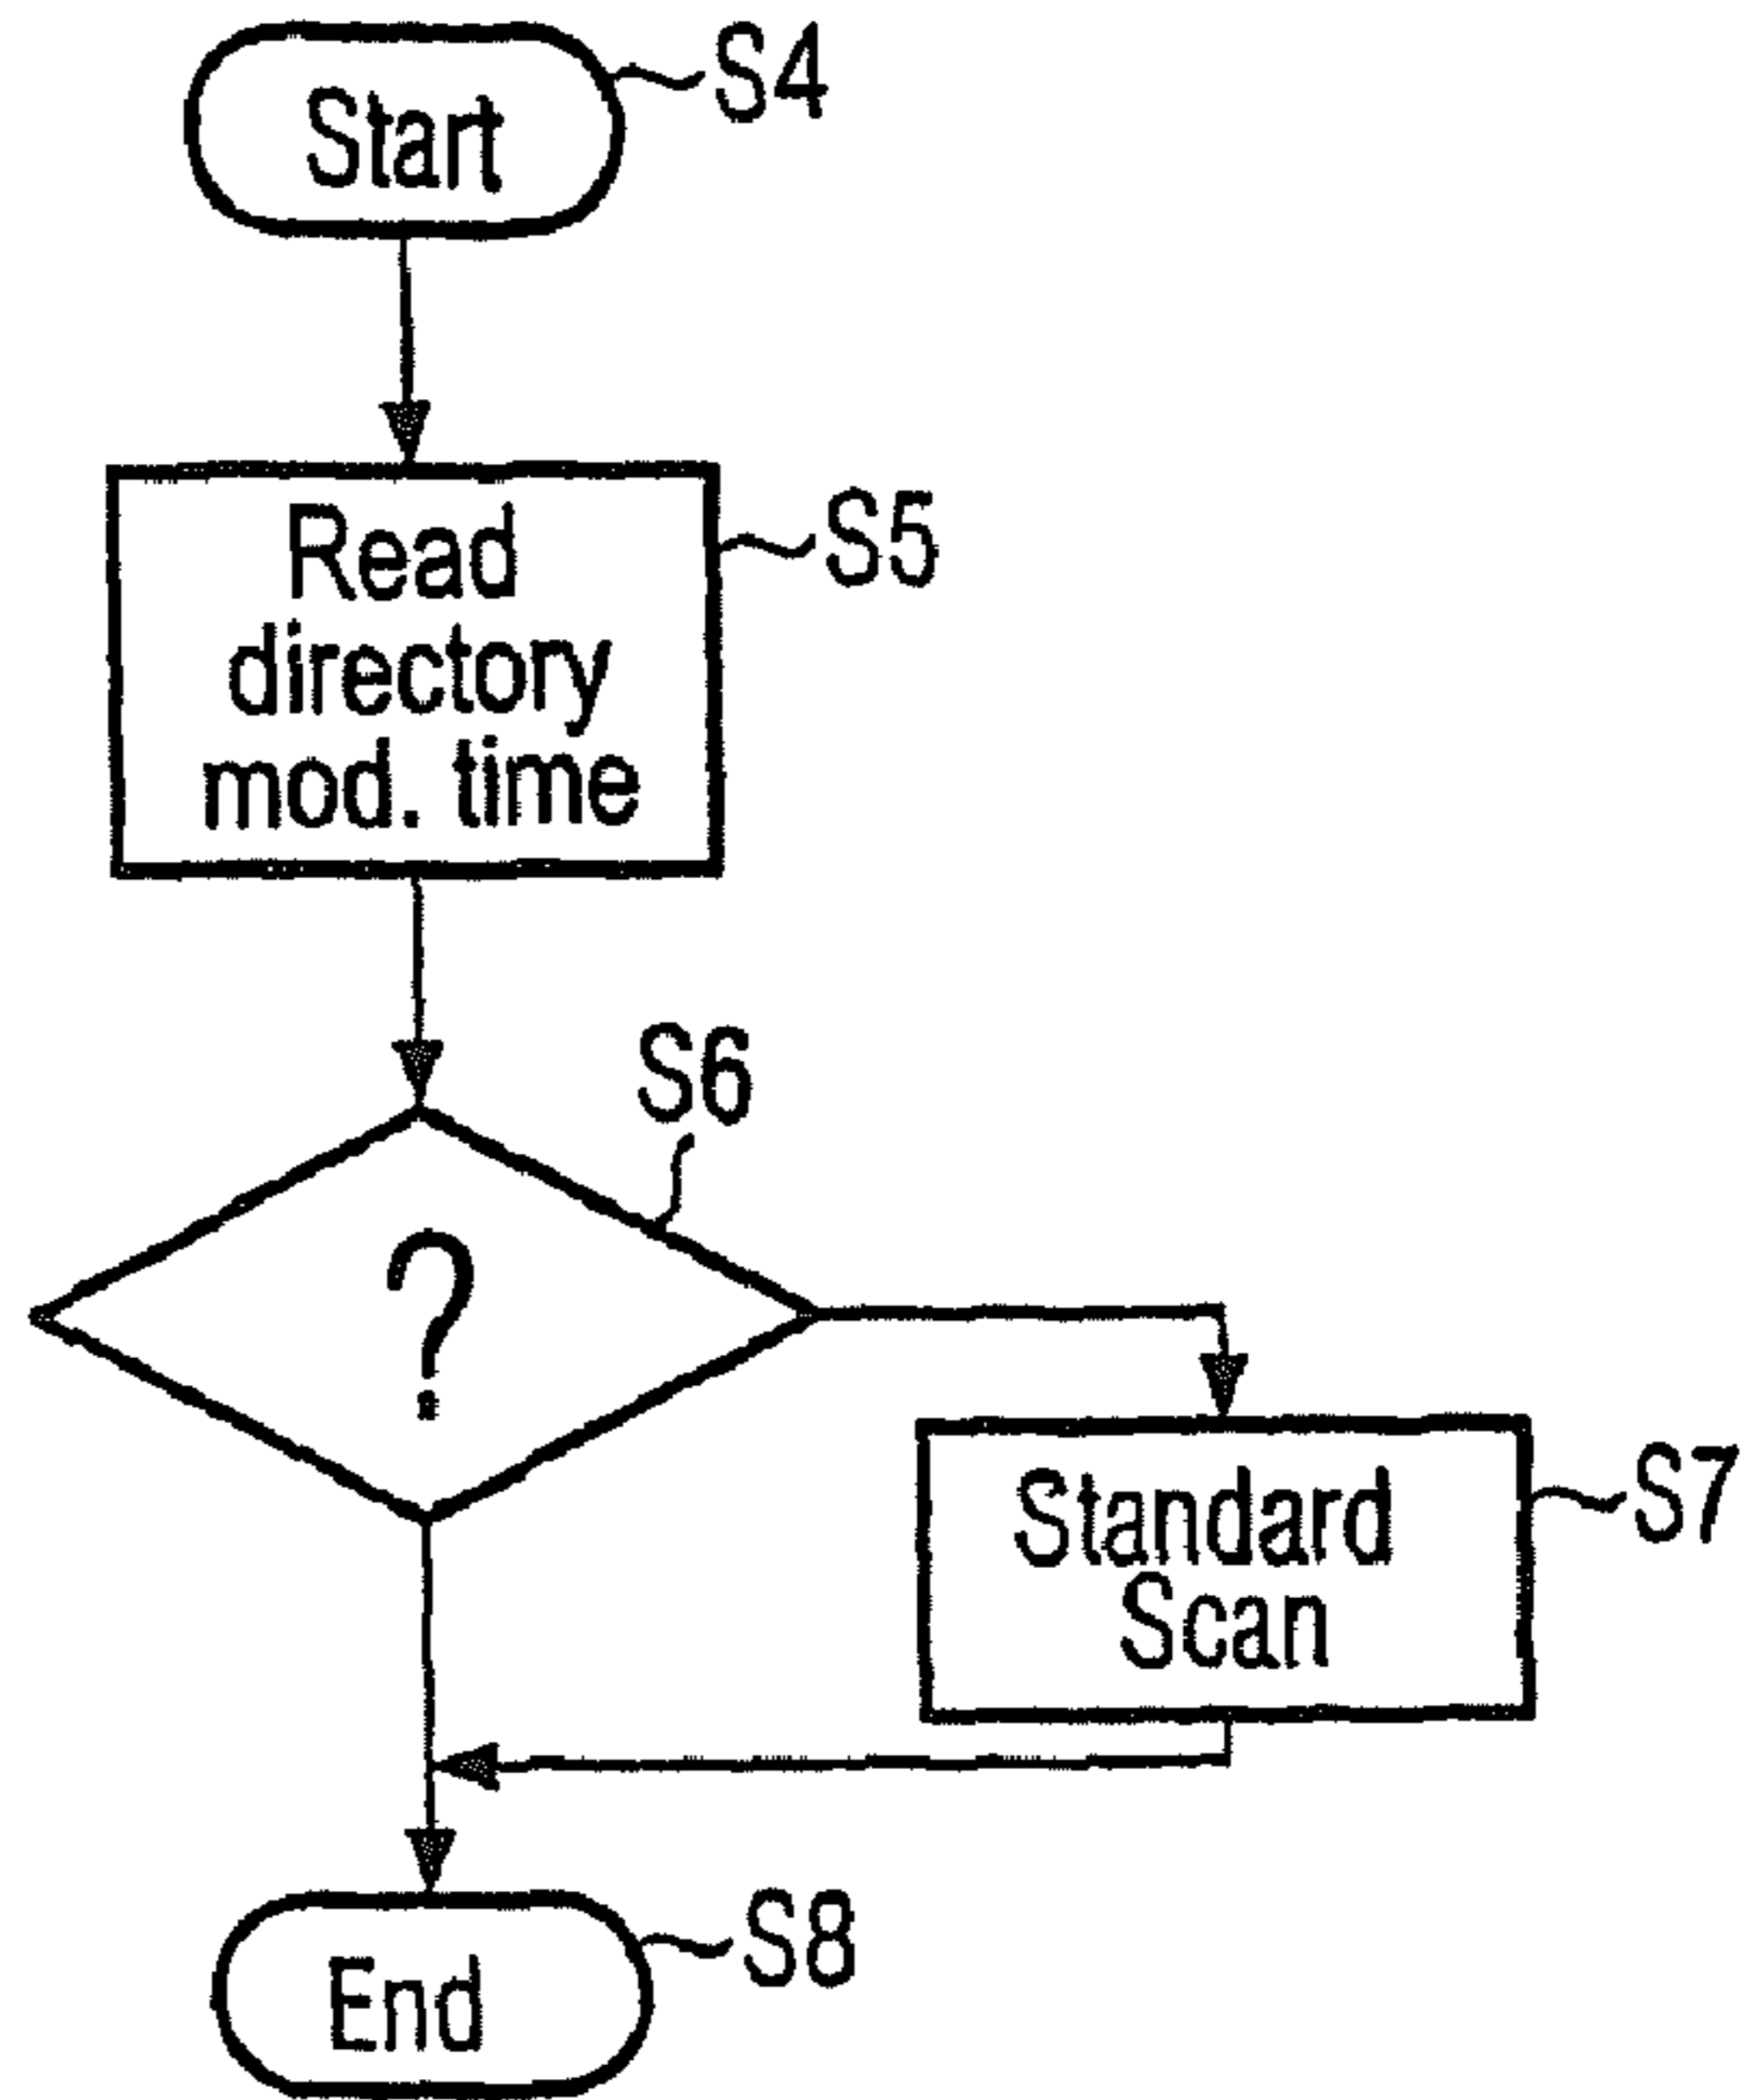 Start
S4
Read
directory
mod. time
S5
S6
?
Standard
Scan
S7
End
S8